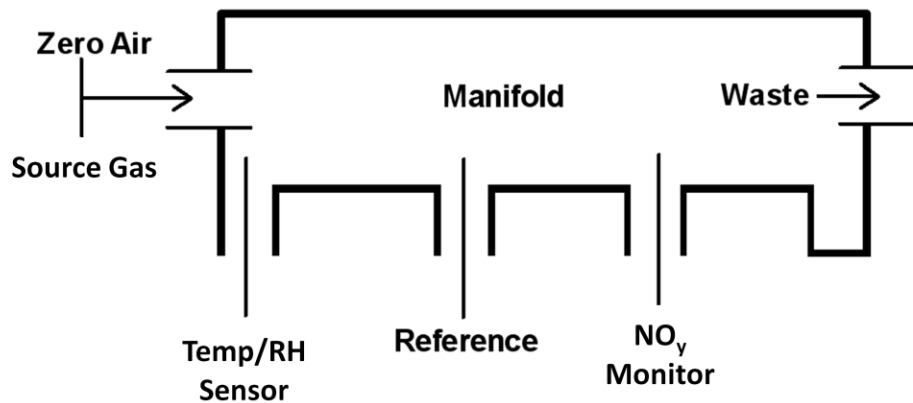 Zero Air
Source Gas
Manifold
Waste
Temp/RH
Sensor
Reference
NOy
Monitor